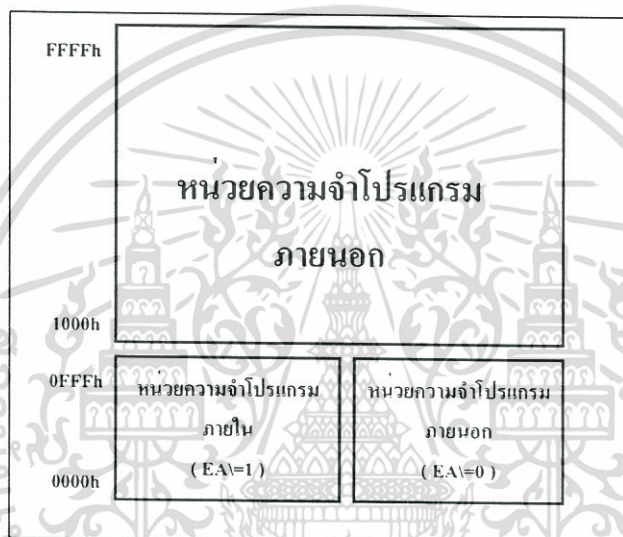 FFFFh
หน่วยความจำโปรแกรม
ภายนอก
1000h
0FFFh
หน่วยความจำโปรแกรม
ภายใน
( EA\=1 )
หน่วยความจำโปรแกรม
ภายนอก
( EA\=0 )
0000h